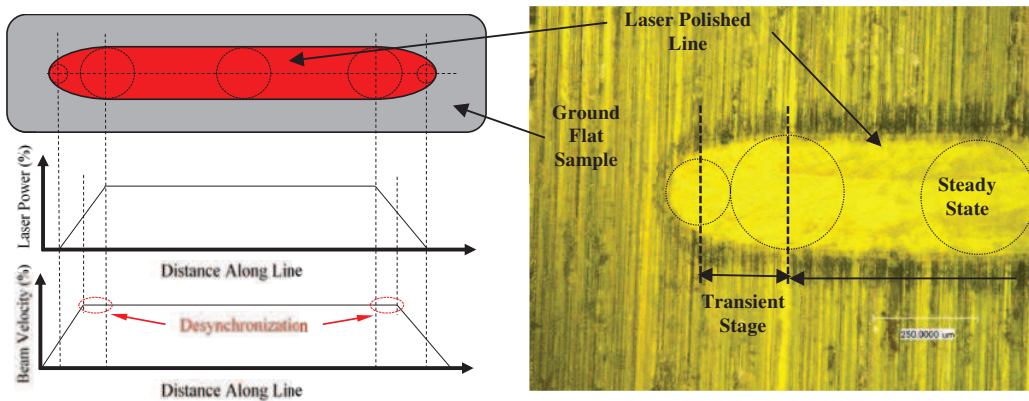 Laser Polished
Line
Ground
Flat
Sample
Laser Power (%)
Distance Along Line
Beam Velocity (%)
Desynchronization
Distance Along Line
Steady
State
Transient
Stage
250.0000 um